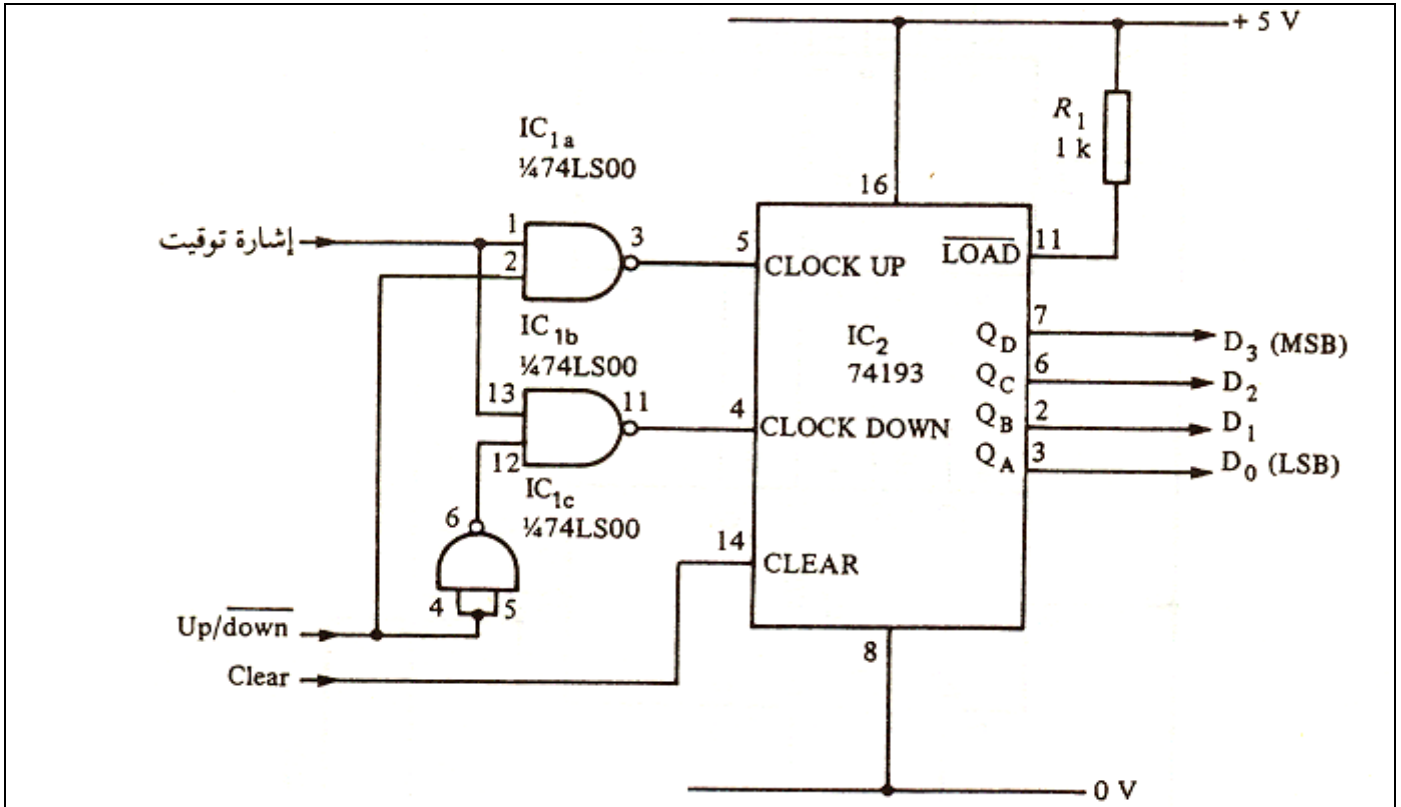 + 5 V
R1
1 k
IC1a
¼74LS00
16
إشارة توقيت
1
2
3
5
CLOCK UP
LOAD
11
IC1b
¼74LS00
IC2
74193
QD
7
D3 (MSB)
QC
6
D2
QB
2
D1
QA
3
D0 (LSB)
13
12
11
4
CLOCK DOWN
IC1c
¼74LS00
6
4
5
14
CLEAR
Up/down
Clear
8
0 V